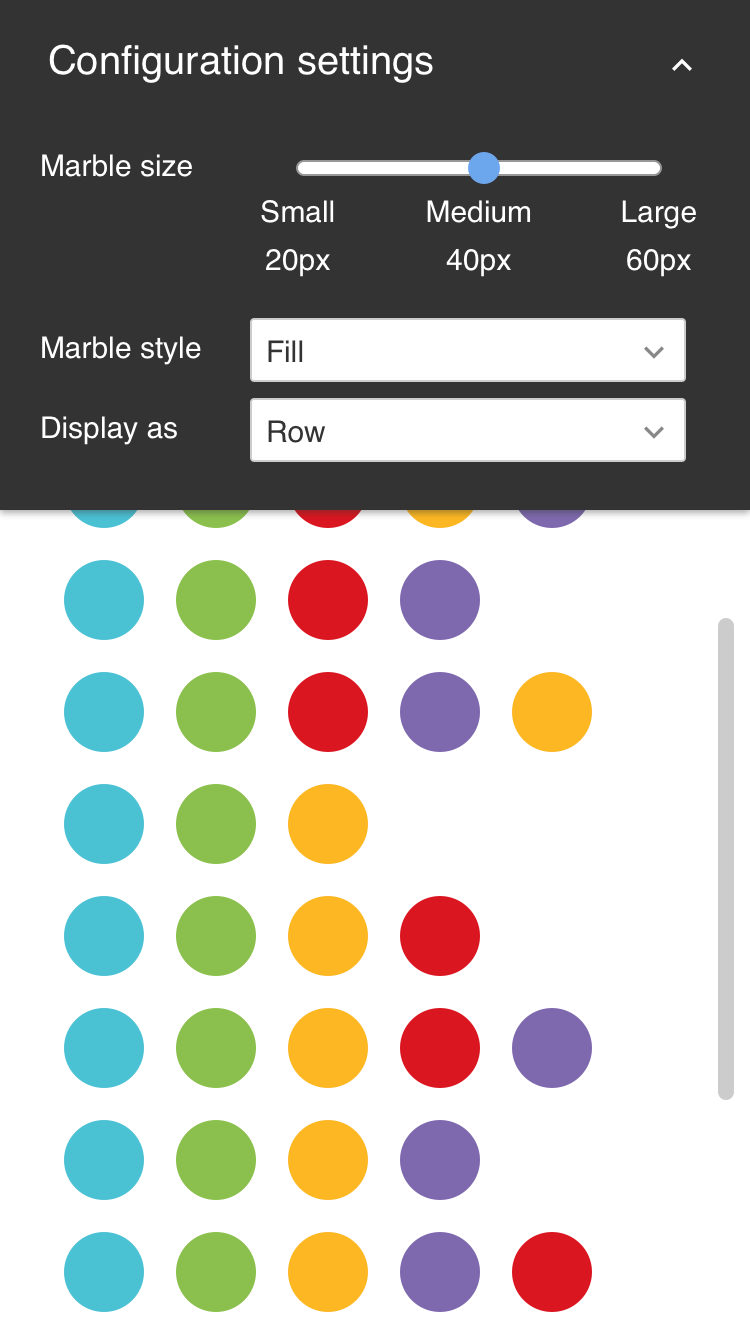 Configuration settings
Marble size
Small Medium Large
20px 40px 60px
Marble style Fill
Display as Row